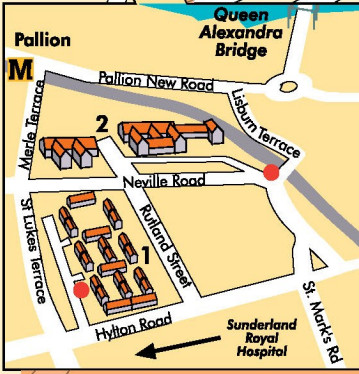 Queen
Alexandra
Bridge
Pallion
M
Pallion New Road
Lisburn Terrace
Merle Terrace
2
Neville Road
St Lukes Terrace
Rutland Street
1
Hylton Road
St. Mark's Rd
Sunderland
Royal
Hospital